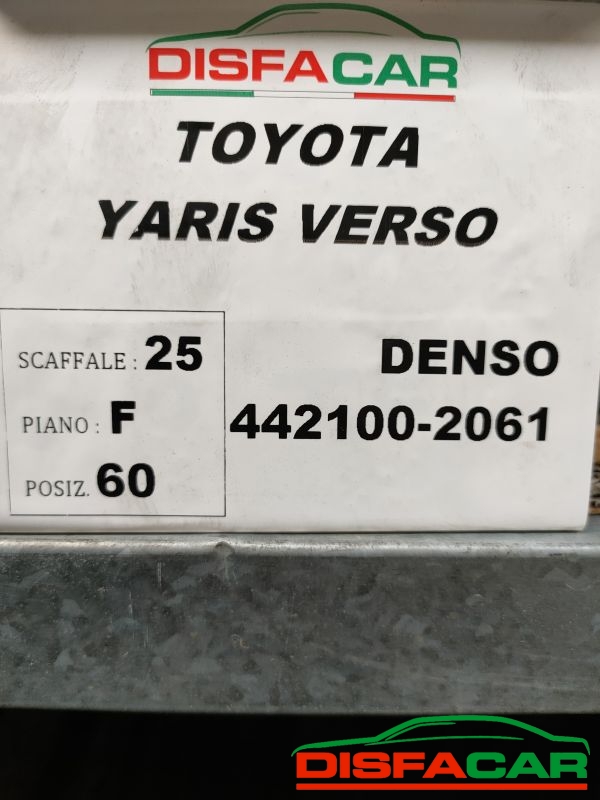 DISFACAR
TOYOTA
YARIS VERSO
SCAFFALE : 25
PIANO : F
POSIZ. 60
DENSO
442100-2061
DISFACAR